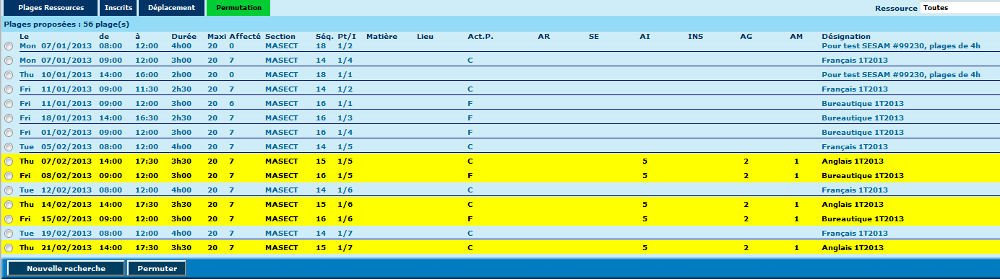 Plages Ressources Inscrits Déplacement Permutation Ressource Toutes
Plages proposées : 56 plage(s)
Le de à Durée Maxi Affecté Section Séq. Pt/I Matière Lieu Act.P. AR SE AI INS AG AM Désignation
Mon 07/01/2013 08:00 12:00 4h00 20 0 MASECT 18 1/2 Pour test SESAM #99230, plages de 4h
Mon 07/01/2013 09:00 12:00 3h00 20 7 MASECT 14 1/4 C Français 1T2013
Thu 10/01/2013 14:00 16:00 2h00 20 0 MASECT 18 1/1 Pour test SESAM #99230, plages de 4h
Fri 11/01/2013 09:00 11:30 2h30 20 7 MASECT 14 1/2 C Français 1T2013
Fri 11/01/2013 09:00 12:00 3h00 20 6 MASECT 16 1/1 F Bureautique 1T2013
Fri 18/01/2013 14:00 16:30 2h30 20 7 MASECT 16 1/3 F Bureautique 1T2013
Fri 01/02/2013 09:00 12:00 3h00 20 7 MASECT 16 1/4 F Bureautique 1T2013
Tue 05/02/2013 08:00 12:00 4h00 20 7 MASECT 14 1/5 C Français 1T2013
Thu 07/02/2013 14:00 17:30 3h30 20 7 MASECT 15 1/5 C 5 2 1 Anglais 1T2013
Fri 08/02/2013 09:00 12:00 3h00 20 7 MASECT 16 1/5 F 5 2 1 Bureautique 1T2013
Tue 12/02/2013 08:00 12:00 4h00 20 7 MASECT 14 1/6 C Français 1T2013
Thu 14/02/2013 14:00 17:30 3h30 20 7 MASECT 15 1/6 C 5 2 1 Anglais 1T2013
Fri 15/02/2013 09:00 12:00 3h00 20 7 MASECT 16 1/6 F 5 2 1 Bureautique 1T2013
Tue 19/02/2013 08:00 12:00 4h00 20 7 MASECT 14 1/7 C Français 1T2013
Thu 21/02/2013 14:00 17:30 3h30 20 7 MASECT 15 1/7 C 5 2 1 Anglais 1T2013
Nouvelle recherche Permuter